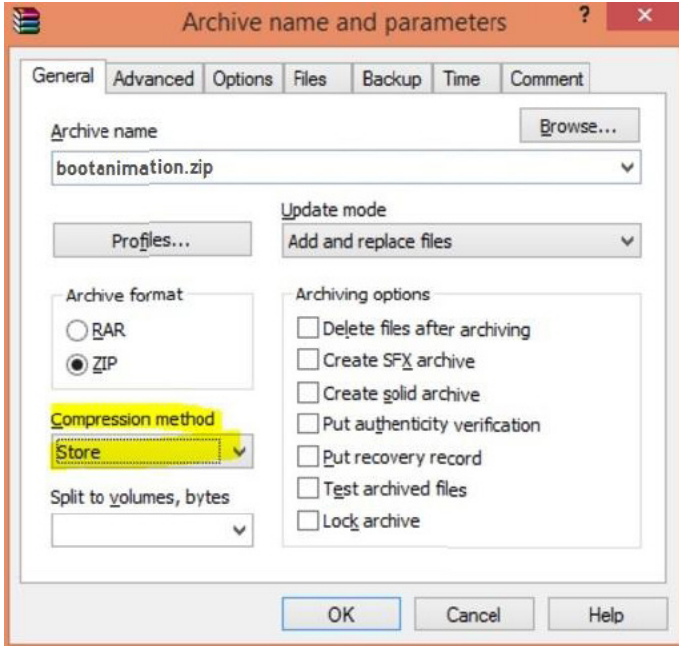 Archive name and parameters
?
×
General Advanced Options Files Backup Time Comment
Archive name
Browse...
bootanimation.zip
Update mode
Profiles...
Add and replace files
Archive format
RAR
ZIP
Compression method
Store
Split to volumes, bytes
Archiving options
Delete files after archiving
Create SFX archive
Create solid archive
Put authenticity verification
Put recovery record
Test archived files
Lock archive
OK Cancel Help